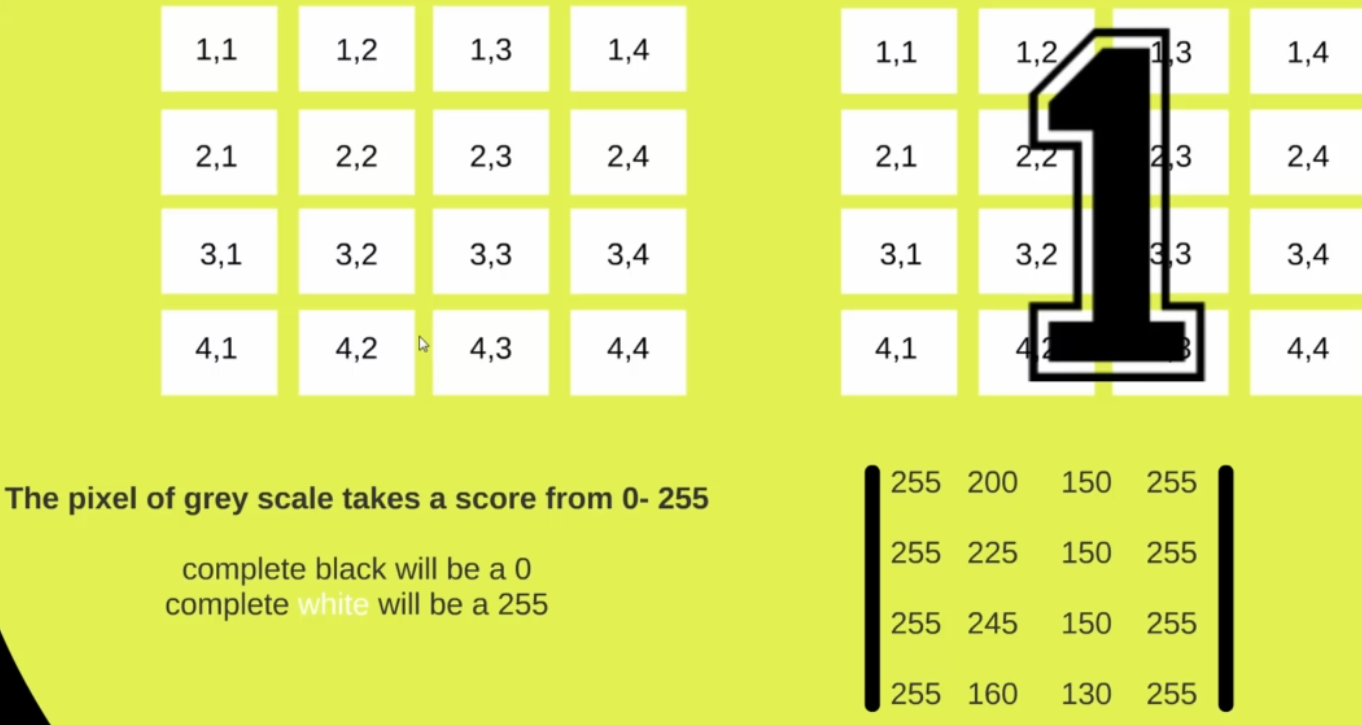 1,1 1,2 1,3 1,4
2,1 2,2 2,3 2,4
3,1 3,2 3,3 3,4
4,1 4,2 4,3 4,4
1,1 1,2 1,3 1,4
2,1 2,2 2,3 2,4
3,1 3,2 3,3 3,4
4,1 4,2 3 4,4
1
The pixel of grey scale takes a score from 0- 255
complete black will be a 0
complete white will be a 255
255 200 150 255
255 225 150 255
255 245 150 255
255 160 130 255